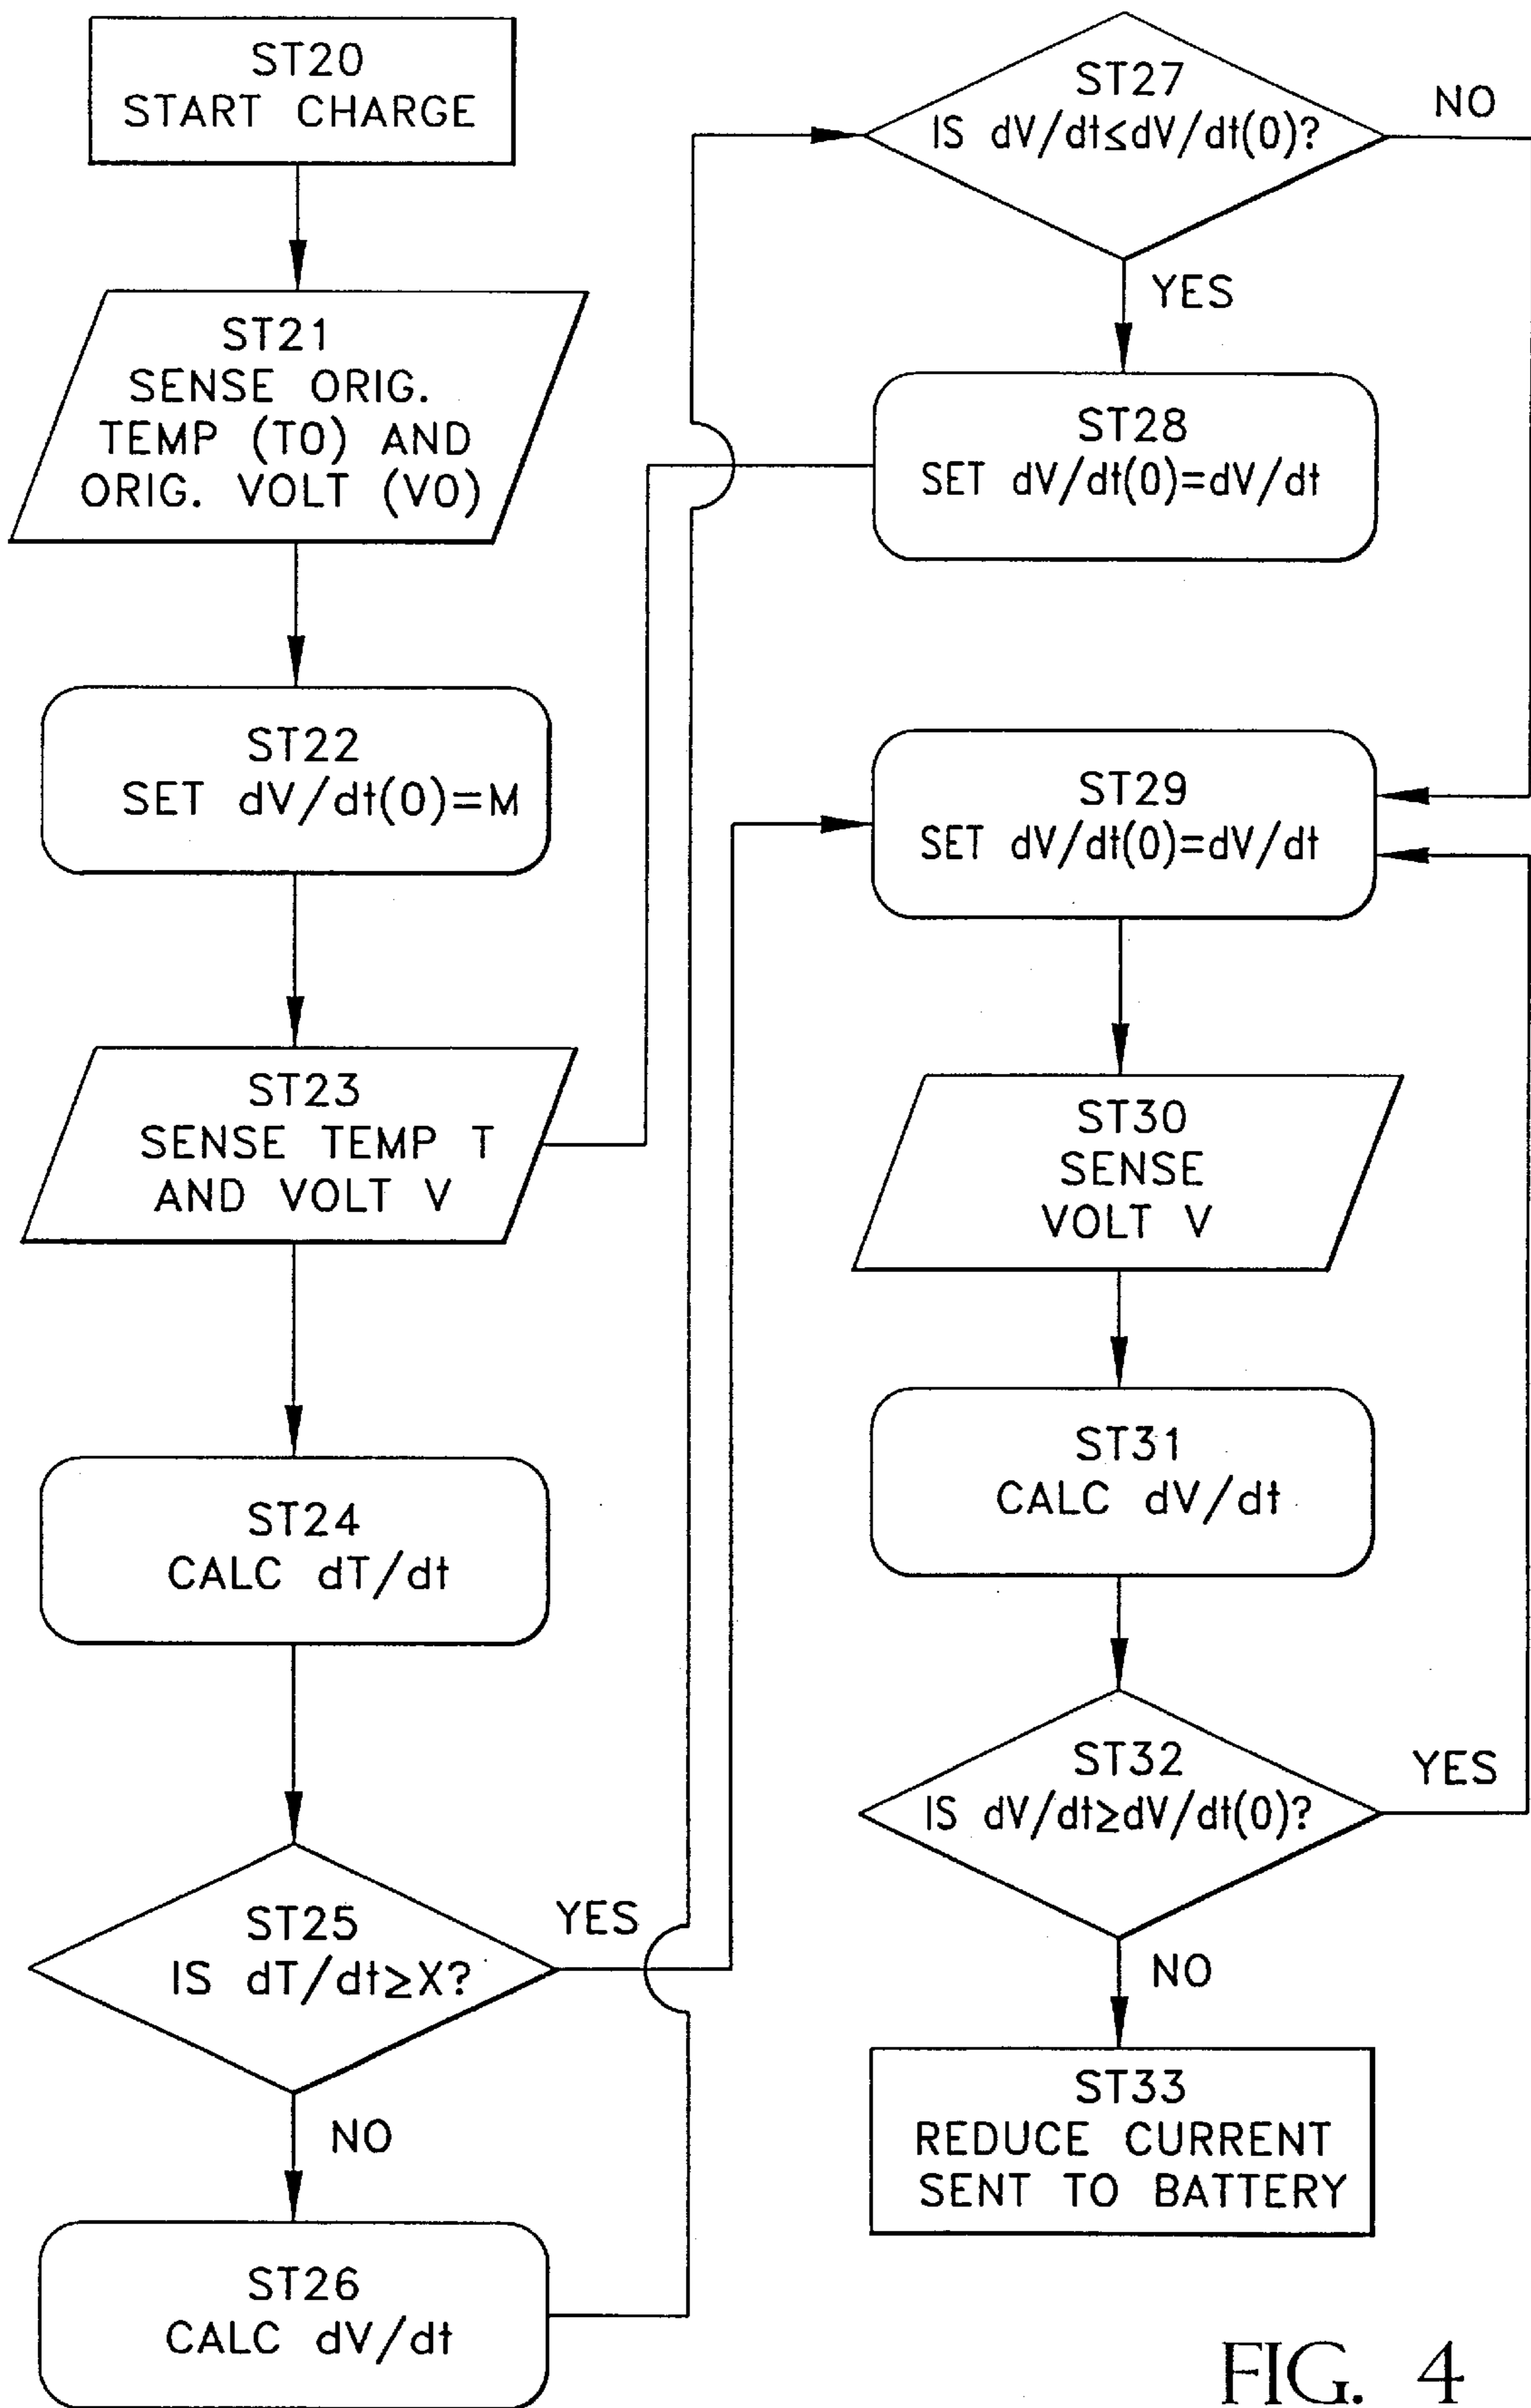 ST20
START CHARGE
ST21
SENSE ORIG.
TEMP (T0) AND
ORIG. VOLT (V0)
ST22
SET dV/dt(0)=M
ST23
SENSE TEMP T
AND VOLT V
ST24
CALC dT/dt
ST25
IS dT/dt≥X?
YES
NO
ST26
CALC dV/dt
ST27
IS dV/dt≤dV/dt(0)?
NO
YES
ST28
SET dV/dt(0)=dV/dt
ST29
SET dV/dt(0)=dV/dt
ST30
SENSE
VOLT V
ST31
CALC dV/dt
ST32
IS dV/dt≥dV/dt(0)?
YES
NO
ST33
REDUCE CURRENT
SENT TO BATTERY
FIG. 4